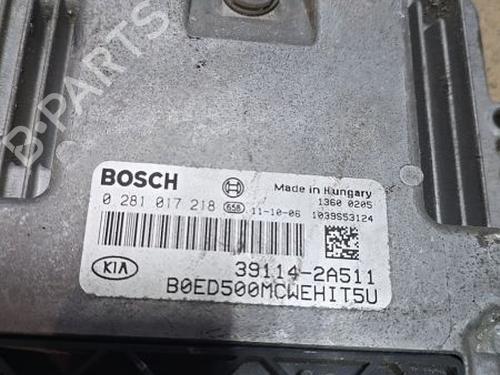 B-PARTS
BOSCH
Made in Hungary
1360 0205
0 281 017 218 658 11-10-06 1039S53124
KIA
39114-2A511
B0ED500MCWEHIT5U